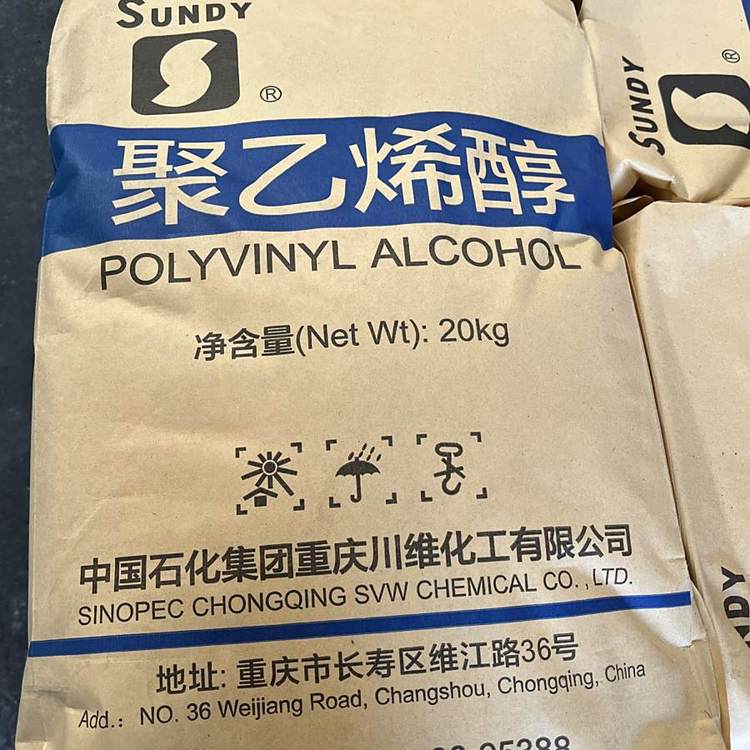 SUNDY
®
聚乙烯醇
POLYVINYL ALCOHOL
净含量(Net Wt): 20kg
中国石化集团重庆川维化工有限公司
SINOPEC CHONGQING SVW CHEMICAL CO., LTD.
地址: 重庆市长寿区维江路36号
Add.: NO. 36 Weijiang Road, Changshou, Chongqing, China
SUNDY
®